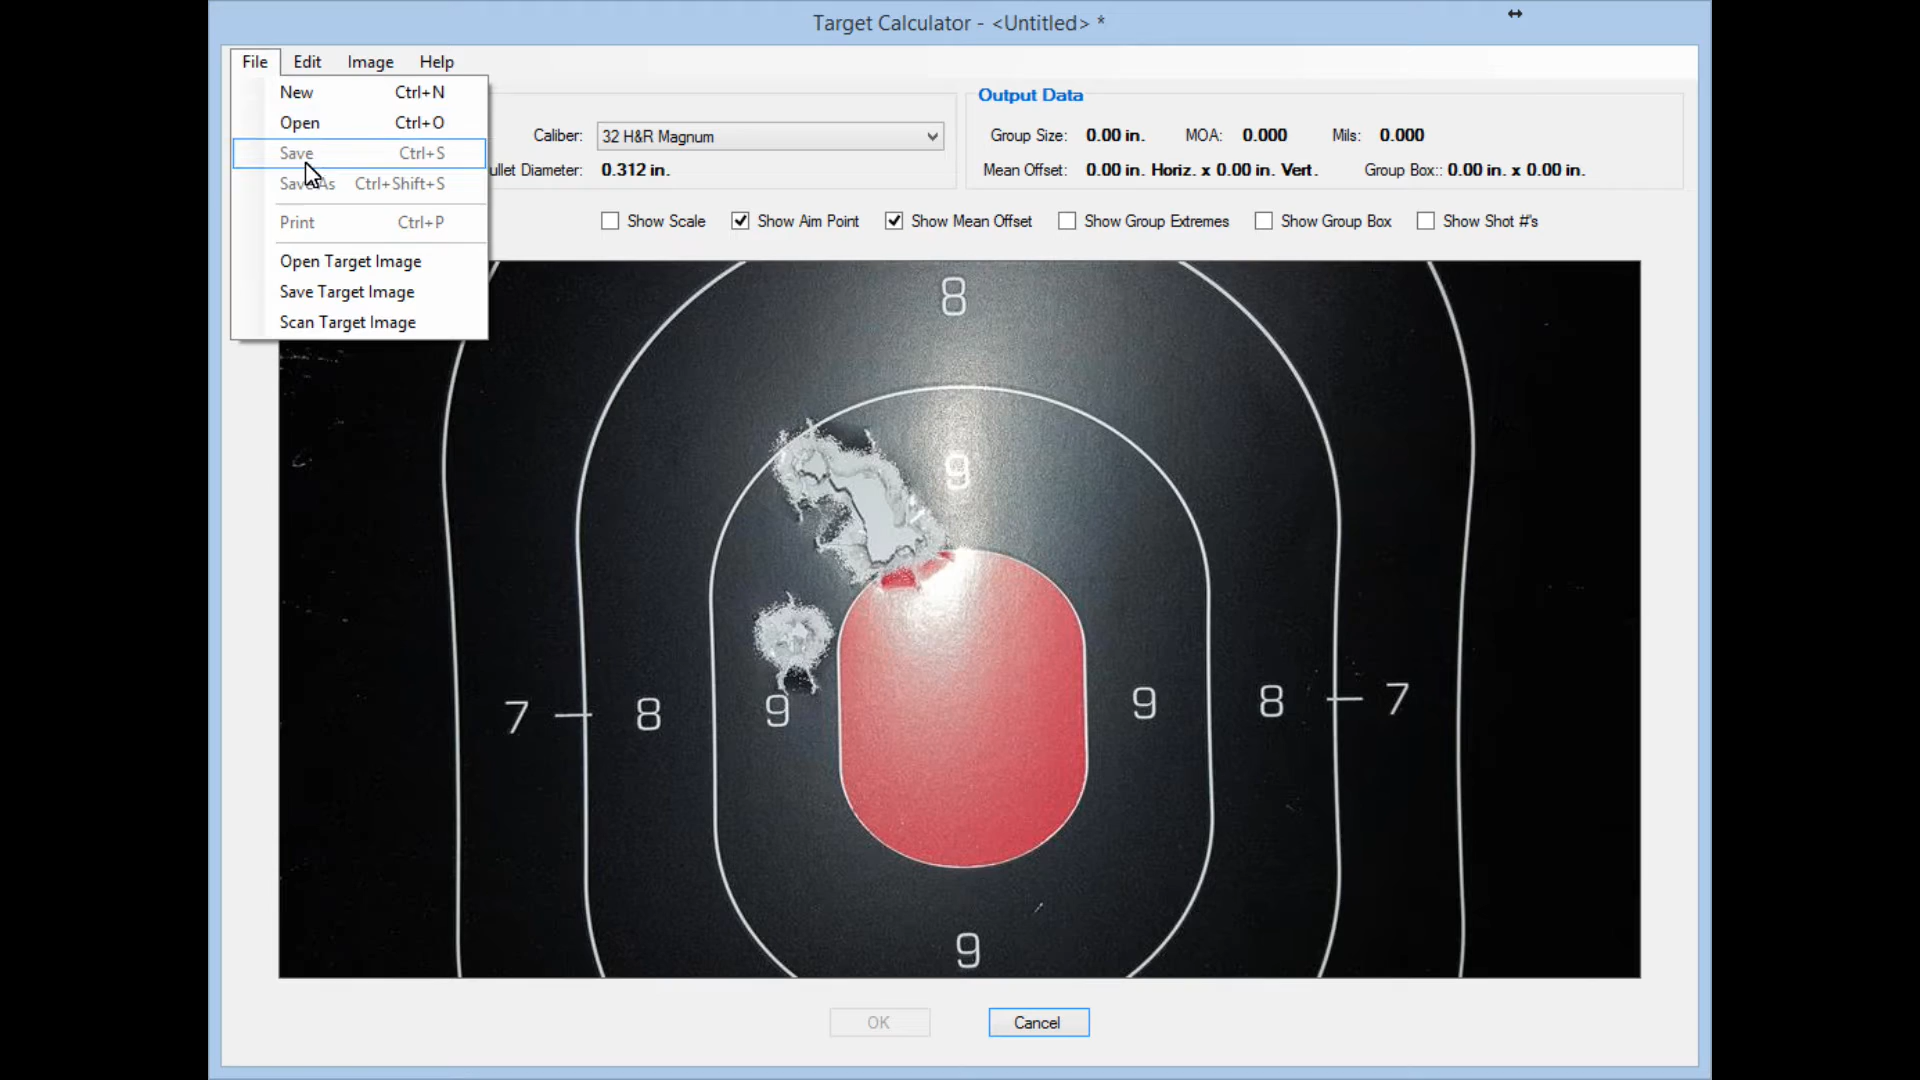 Target Calculator - <Untitled> *
File Edit Image Help
New Ctrl+N
Open Ctrl+O
Save Ctrl+S
Save As Ctrl+Shift+S
Print Ctrl+P
Open Target Image
Save Target Image
Scan Target Image
Caliber: 32 H&R Magnum
ullet Diameter: 0.312 in.
Output Data
Group Size: 0.00 in. MOA: 0.000 Mils: 0.000
Mean Offset: 0.00 in. Horiz. x 0.00 in. Vert. Group Box:: 0.00 in. x 0.00 in.
Show Scale Show Aim Point Show Mean Offset Show Group Extremes Show Group Box Show Shot #'s
8
9
7 8 9 9 8 7
9
OK Cancel